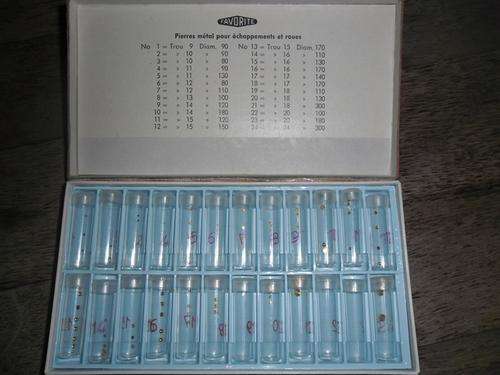 FAVORITE
Pierres métal pour échappements et roues
No 1 = Trou 9 Diam. 90 No 13 = Trou 15 Diam. 170
2 = » 10 » 90 14 = » 16 » 110
3 = » 10 » 80 15 = » 16 » 130
4 = » 11 » 90 16 = » 16 » 170
5 = » 11 » 130 17 = » 17 » 140
6 = » 12 » 80 18 = » 17 » 170
7 = » 12 » 110 19 = » 18 » 110
8 = » 13 » 100 20 = » 18 » 130
9 = » 14 » 120 21 = » 18 » 300
10 = » 14 » 180 22 = » 20 » 100
11 = » 15 » 120 23 = » 20 » 180
12 = » 15 » 150 24 = » 24 » 300